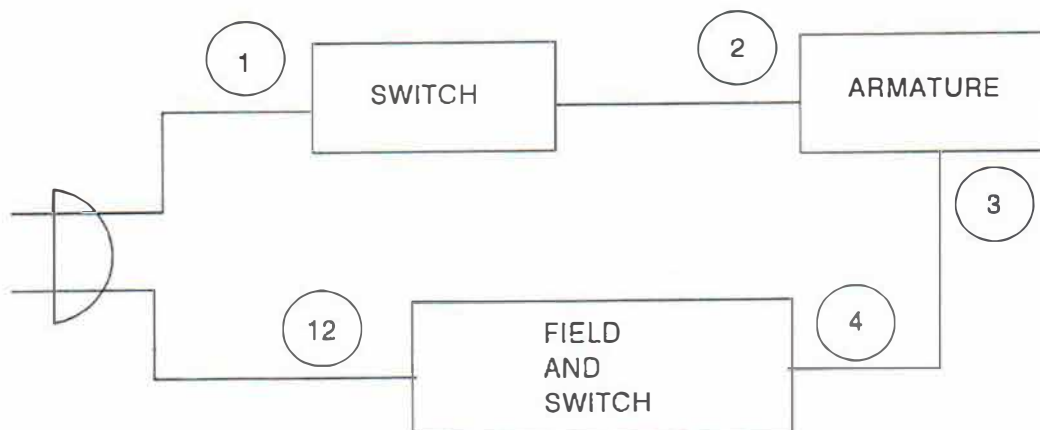 1
SWITCH
2
ARMATURE
3
12
FIELD
AND
SWITCH
4